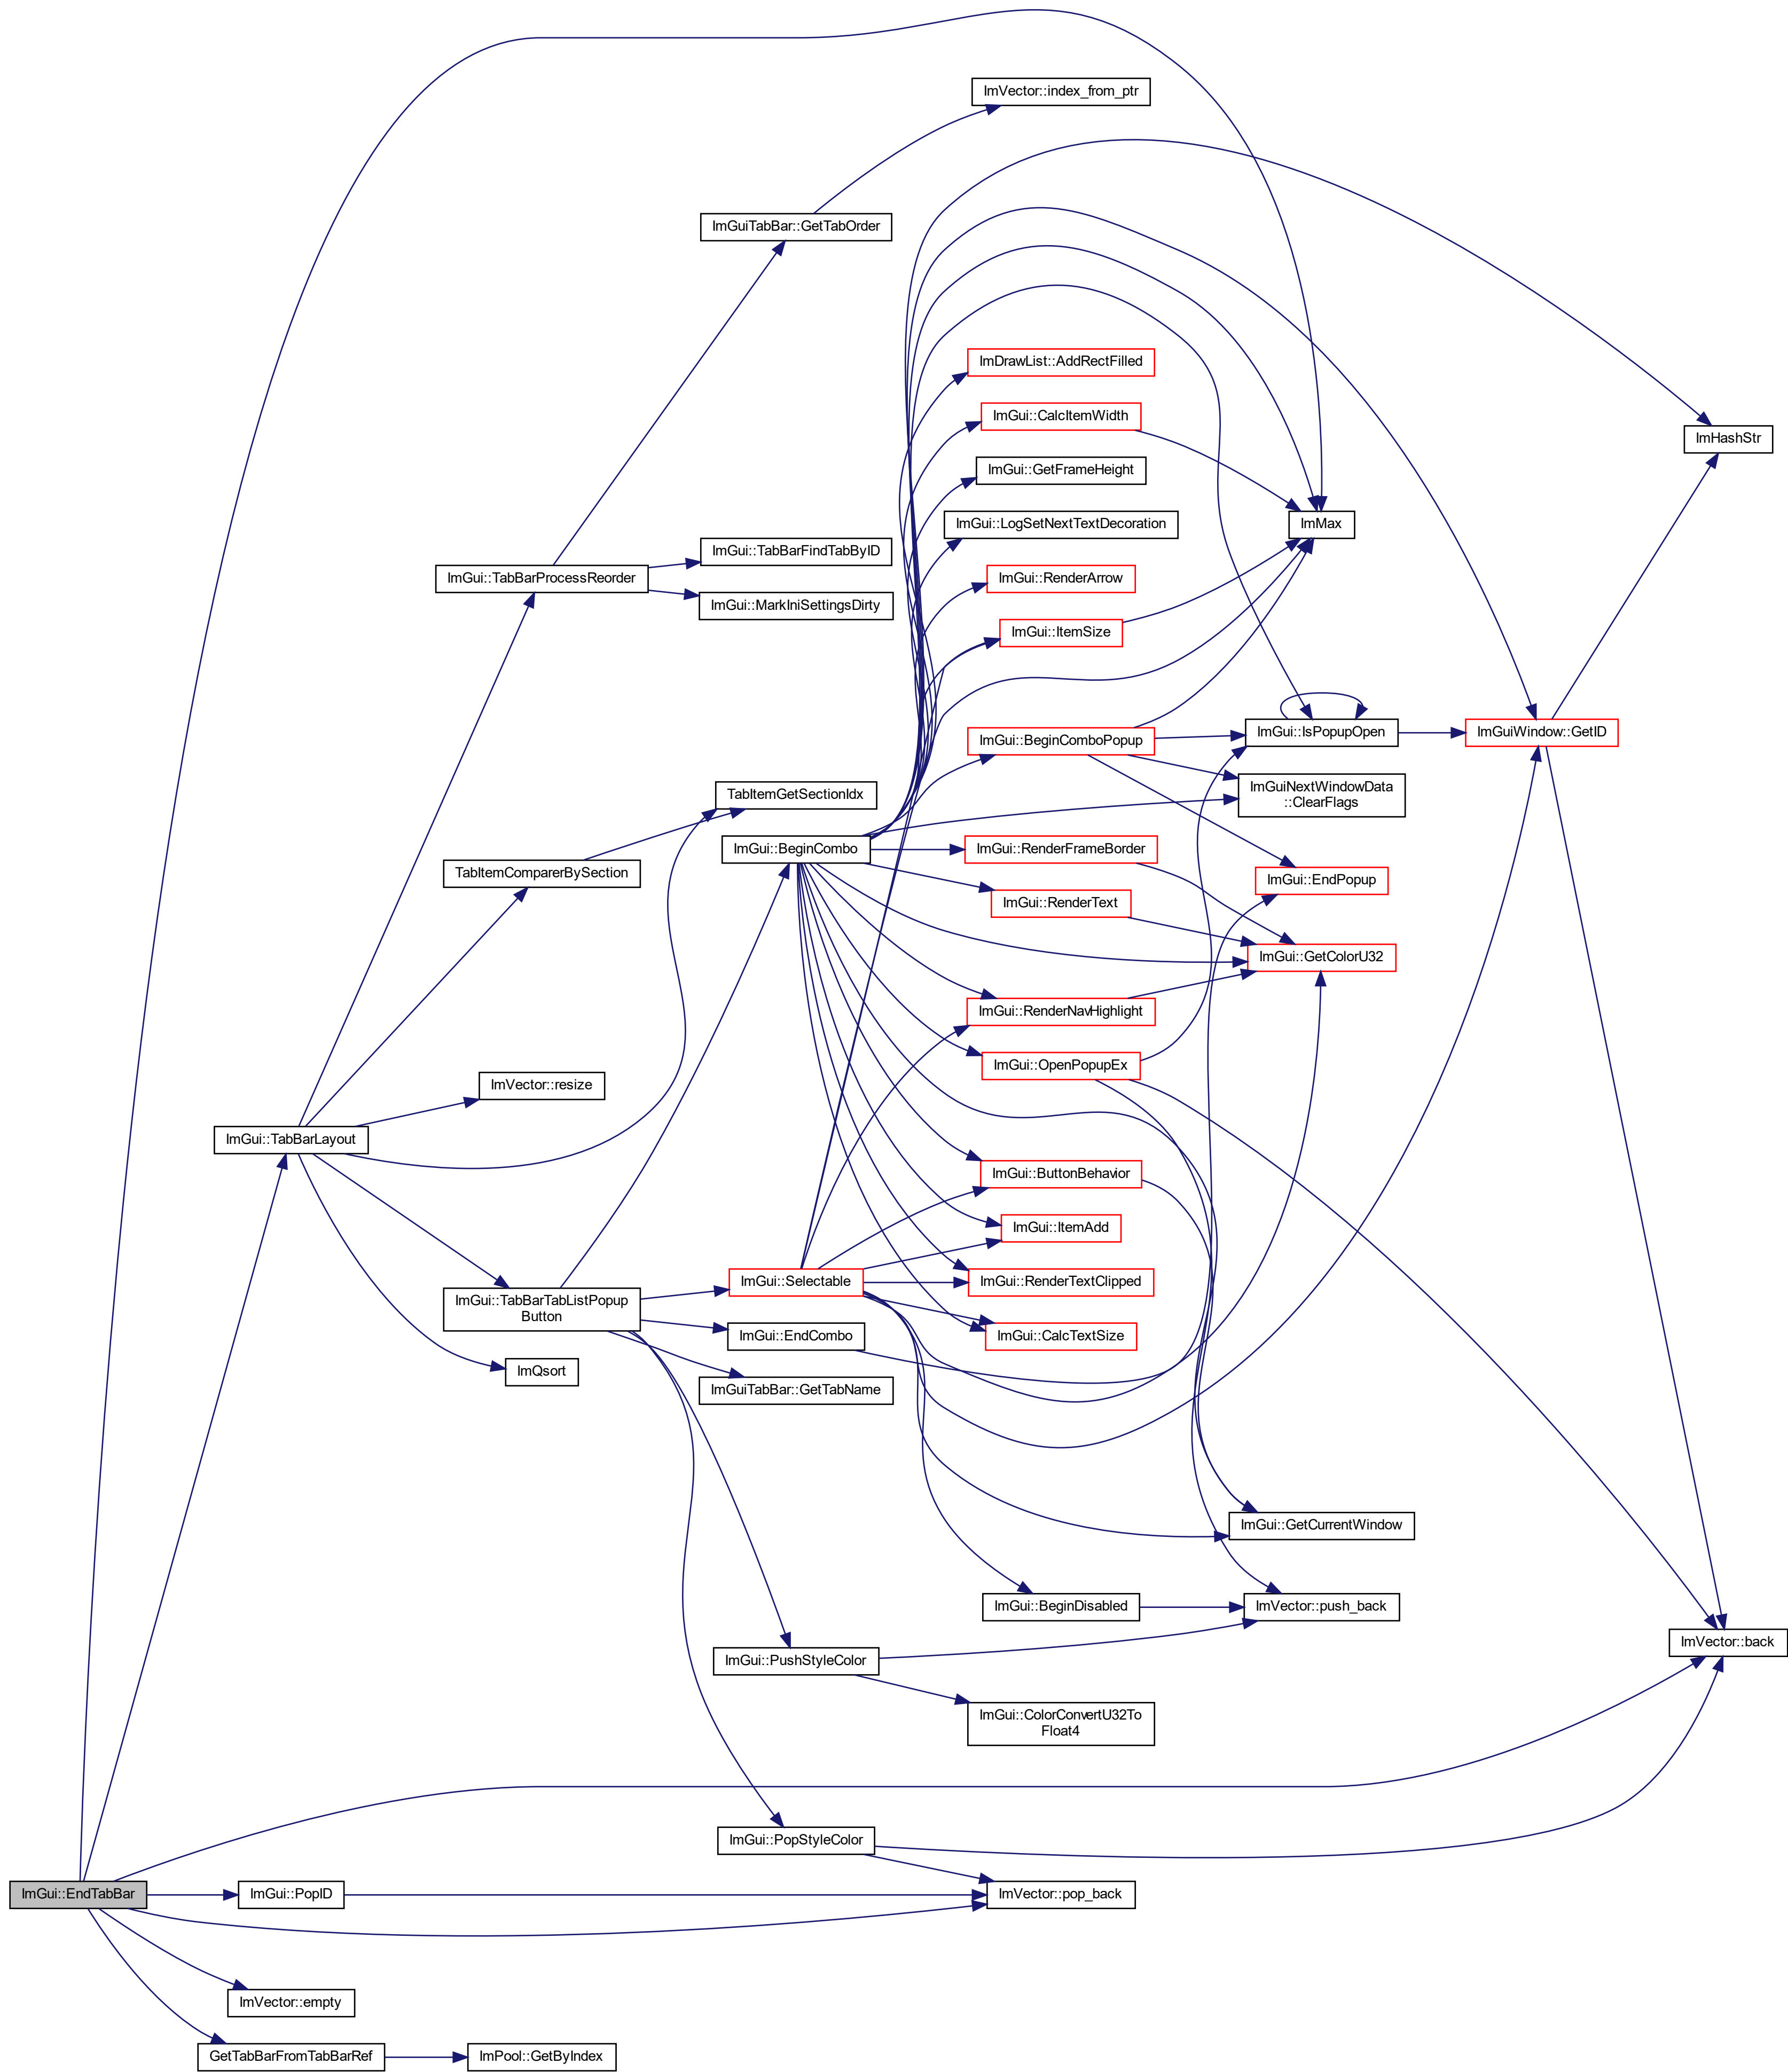 ImVector::index_from_ptr
ImGuiTabBar::GetTabOrder
ImDrawList::AddRectFilled
ImGui::CalcItemWidth
ImHashStr
ImGui::GetFrameHeight
ImGui::LogSetNextTextDecoration
ImMax
ImGui::TabBarFindTabByID
ImGui::TabBarProcessReorder
ImGui::RenderArrow
ImGui::MarkIniSettingsDirty
ImGui::ItemSize
ImGui::IsPopupOpen
ImGuiWindow::GetID
ImGui::BeginComboPopup
ImGuiNextWindowData
::ClearFlags
TabItemGetSectionIdx
ImGui::BeginCombo
ImGui::RenderFrameBorder
TabItemComparerBySection
ImGui::EndPopup
ImGui::RenderText
ImGui::GetColorU32
ImGui::RenderNavHighlight
ImGui::OpenPopupEx
ImVector::resize
ImGui::TabBarLayout
ImGui::ButtonBehavior
ImGui::ItemAdd
ImGui::Selectable
ImGui::RenderTextClipped
ImGui::TabBarTabListPopup
Button
ImGui::EndCombo
ImGui::CalcTextSize
ImQsort
ImGuiTabBar::GetTabName
ImGui::GetCurrentWindow
ImGui::BeginDisabled
ImVector::push_back
ImVector::back
ImGui::PushStyleColor
ImGui::ColorConvertU32To
Float4
ImGui::PopStyleColor
ImGui::EndTabBar
ImGui::PopID
ImVector::pop_back
ImVector::empty
GetTabBarFromTabBarRef
ImPool::GetByIndex